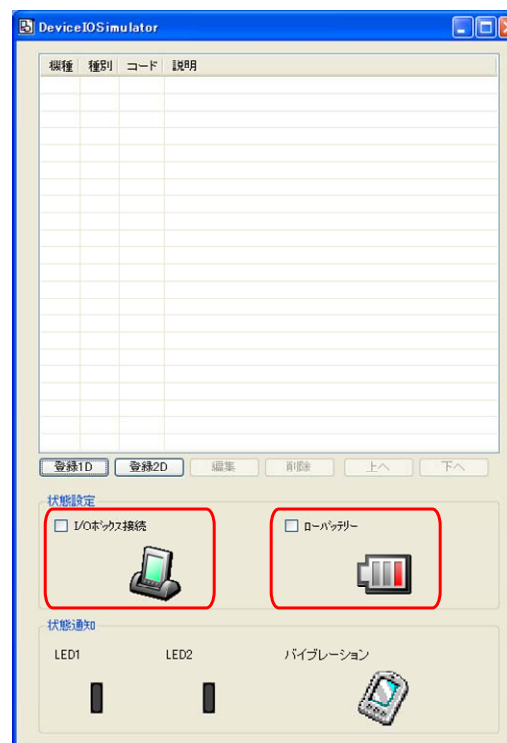 DeviceIOSimulator
機種 種別 コード 説明
登録1D 登録2D 編集 削除 上へ 下へ
状態設定
I/Oボックス接続 ローバッテリー
状態通知
LED1 LED2 バイブレーション